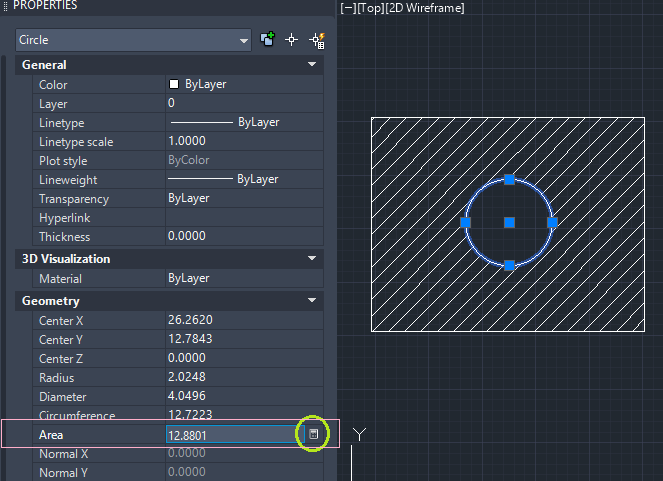 PROPERTIES
[−][Top][2D Wireframe]
Circle
General
Color ByLayer
Layer 0
Linetype ByLayer
Linetype scale 1.0000
Plot style ByColor
Lineweight ByLayer
Transparency ByLayer
Hyperlink
Thickness 0.0000
3D Visualization
Material ByLayer
Geometry
Center X 26.2620
Center Y 12.7843
Center Z 0.0000
Radius 2.0248
Diameter 4.0496
Circumference 12.7223
Area 12.8801
Y
Normal X 0.0000
Normal Y 0.0000